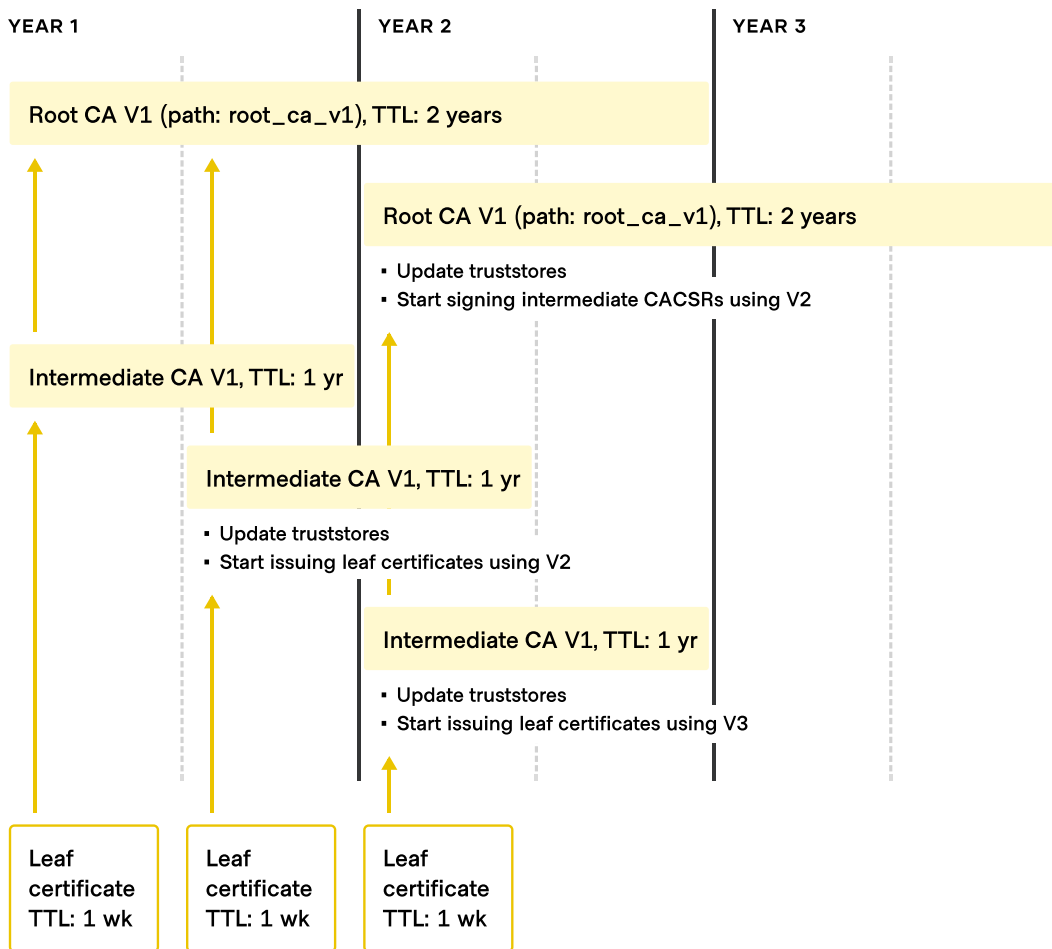 YEAR 1
YEAR 2
YEAR 3
Root CA V1 (path: root_ca_v1), TTL: 2 years
Root CA V1 (path: root_ca_v1), TTL: 2 years
▪ Update truststores
▪ Start signing intermediate CACSRs using V2
Intermediate CA V1, TTL: 1 yr
Intermediate CA V1, TTL: 1 yr
▪ Update truststores
▪ Start issuing leaf certificates using V2
Intermediate CA V1, TTL: 1 yr
▪ Update truststores
▪ Start issuing leaf certificates using V3
Leaf
certificate
TTL: 1 wk
Leaf
certificate
TTL: 1 wk
Leaf
certificate
TTL: 1 wk